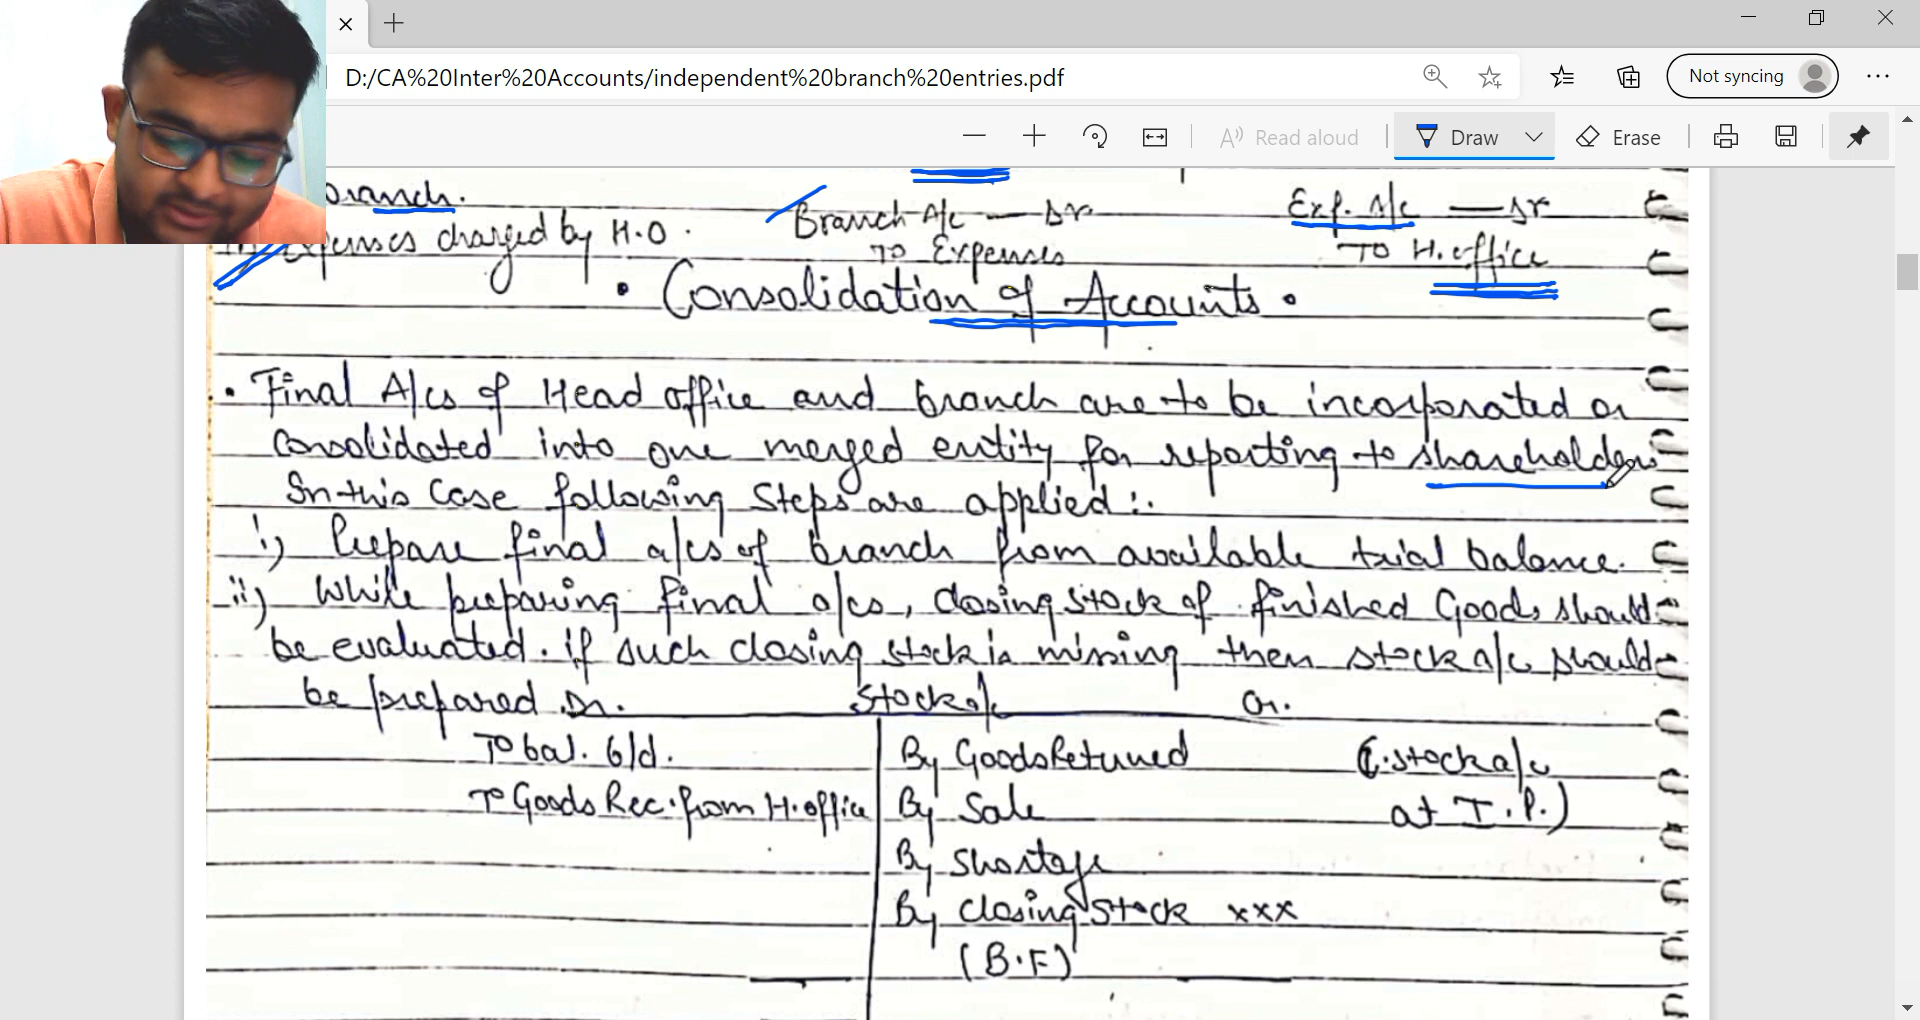 D:/CA%20Inter%20Accounts/independent%20branch%20entries.pdf
Not syncing
Read aloud
Draw
Erase
branch.
Expenses charged by H.O.
Branch A/c — Dr.
To Expenses
Exp. A/c — Dr
To H. office
• Consolidation of Accounts •
• Final A/cs of Head office and branch are to be incorporated or
consolidated into one merged entity for reporting to shareholders
In this case following steps are applied :.
i) Prepare final a/cs of branch from available trial balance.
ii) While preparing final a/cs, closing stock of finished Goods should
be evaluated. if such closing stock is missing then stock a/c should
be prepared.
Dr. Stock a/c Cr.
To bal. b/d. By Goods Retuned (C.stock a/c
To Goods Rec. from H.office By Sale at I.P.)
By Shortage
By Closing Stock xxx
(B.F)